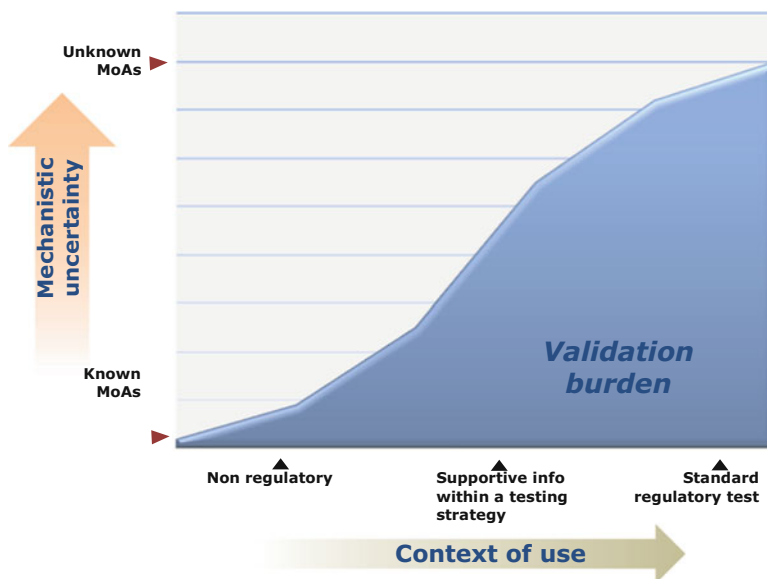 Unknown
MoAs
Mechanistic
uncertainty
Known
MoAs
Validation
burden
Non regulatory
Supportive info
within a testing
strategy
Standard
regulatory test
Context of use